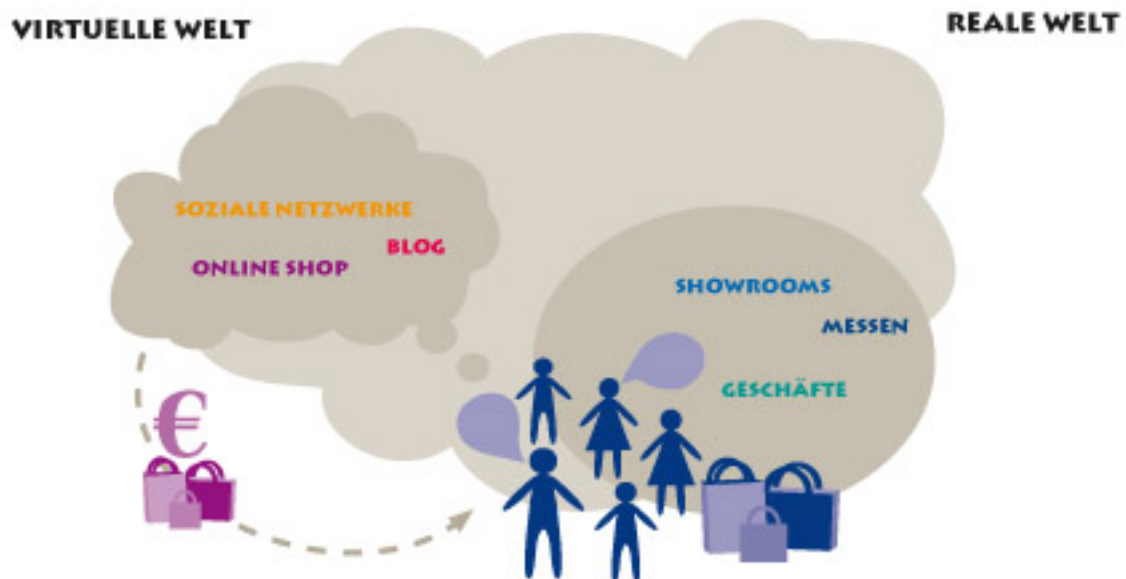 VIRTUELLE WELT
REALE WELT
SOZIALE NETZWERKE
BLOG
ONLINE SHOP
SHOWROOMS
MESSEN
GESCHÄFTE
€